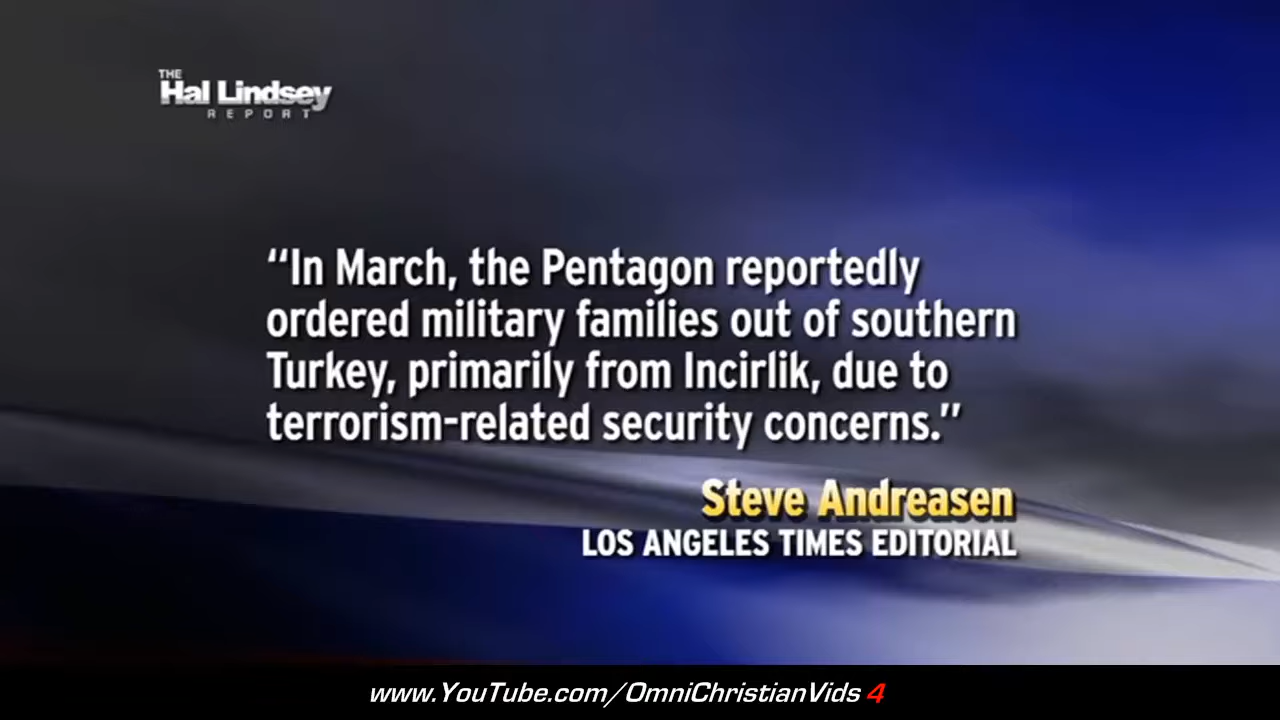 THE
Hal Lindsey
REPORT
“In March, the Pentagon reportedly
ordered military families out of southern
Turkey, primarily from Incirlik, due to
terrorism-related security concerns.”
Steve Andreasen
LOS ANGELES TIMES EDITORIAL
www.YouTube.com/OmniChristianVids 4